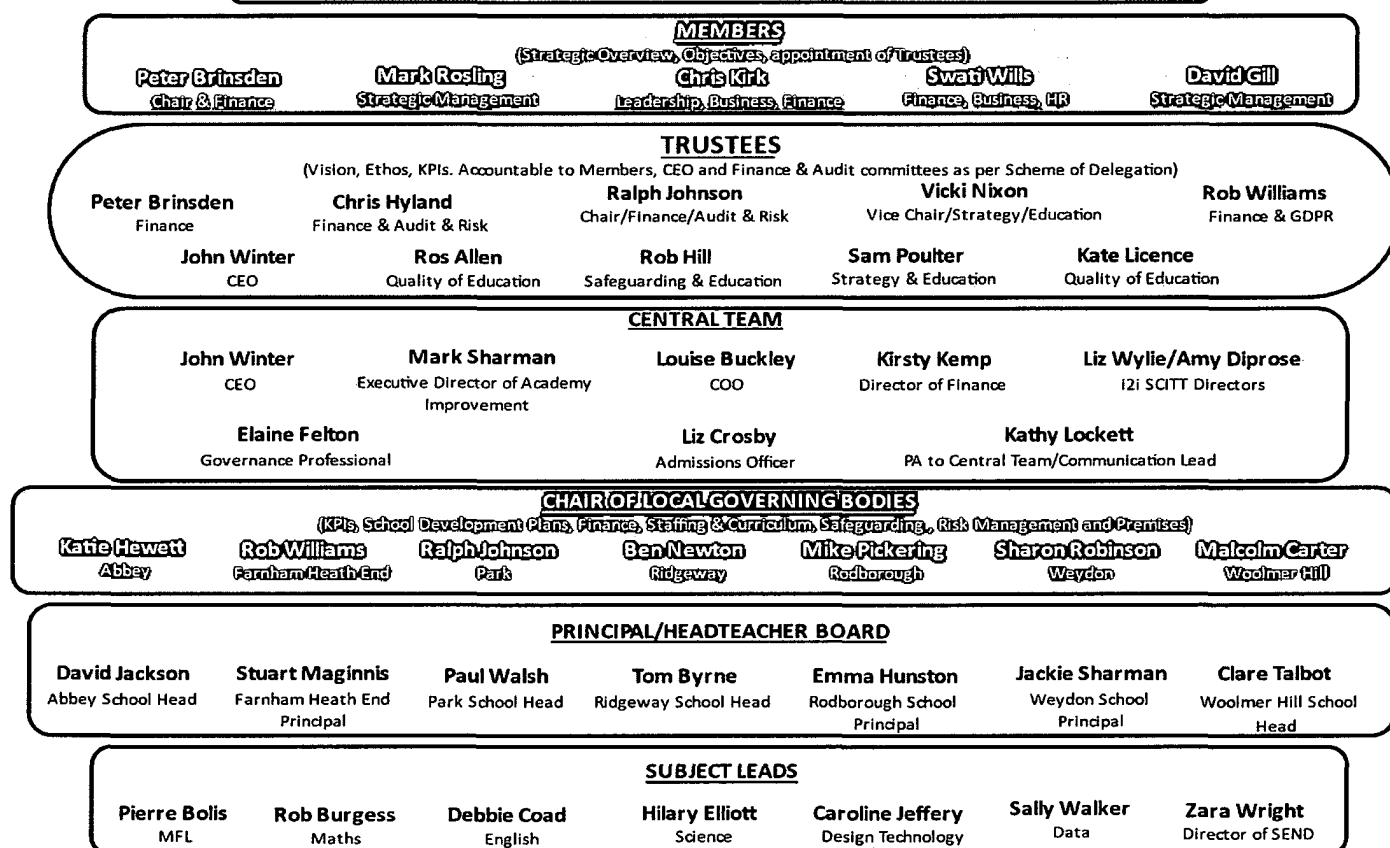 MEMBERS
(Strategic Overview, Objectives, appointment of Trustees)
Peter Brinsden Mark Rosling Chris Kirk Swati Wills David Gill
Chair & Finance Strategic Management Leadership, Business, Finance Finance, Business, HR Strategic Management
TRUSTEES
(Vision, Ethos, KPIs. Accountable to Members, CEO and Finance & Audit committees as per Scheme of Delegation)
Peter Brinsden Chris Hyland Ralph Johnson Vicki Nixon Rob Williams
Finance Finance & Audit & Risk Chair/Finance/Audit & Risk Vice Chair/Strategy/Education Finance & GDPR
John Winter Ros Allen Rob Hill Sam Poulter Kate Licence
CEO Quality of Education Safeguarding & Education Strategy & Education Quality of Education
CENTRAL TEAM
John Winter Mark Sharman Louise Buckley Kirsty Kemp Liz Wylie/Amy Diprose
CEO Executive Director of Academy COO Director of Finance i2i SCITT Directors
Improvement
Elaine Felton Liz Crosby Kathy Lockett
Governance Professional Admissions Officer PA to Central Team/Communication Lead
CHAIR OF LOCAL GOVERNING BODIES
(KPIs, School Development Plans, Finance, Staffing & Curriculum, Safeguarding, Risk Management and Premises)
Katie Hewett Rob Williams Ralph Johnson Ben Newton Mike Pickering Sharon Robinson Malcolm Carter
Abbey Farnham Heath End Park Ridgeway Rodborough Weydon Woolmer Hill
PRINCIPAL/HEADTEACHER BOARD
David Jackson Stuart Maginnis Paul Walsh Tom Byrne Emma Hunston Jackie Sharman Clare Talbot
Abbey School Head Farnham Heath End Park School Head Ridgeway School Head Rodborough School Weydon School Woolmer Hill School
Principal Principal Principal Head
SUBJECT LEADS
Pierre Bolis Rob Burgess Debbie Coad Hilary Elliott Caroline Jeffery Sally Walker Zara Wright
MFL Maths English Science Design Technology Data Director of SEND